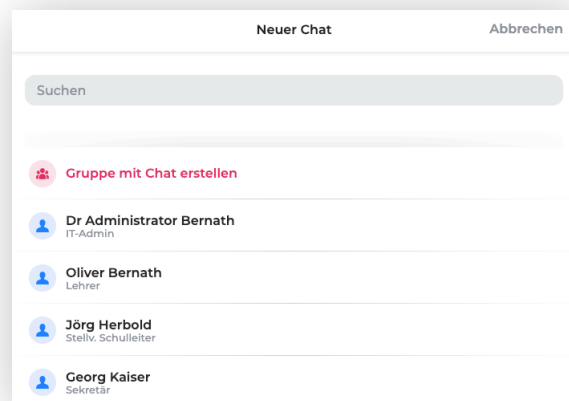 Neuer Chat
Abbrechen
Suchen
Gruppe mit Chat erstellen
Dr Administrator Bernath
IT-Admin
Oliver Bernath
Lehrer
Jörg Herbold
Stellv. Schulleiter
Georg Kaiser
Sekretär